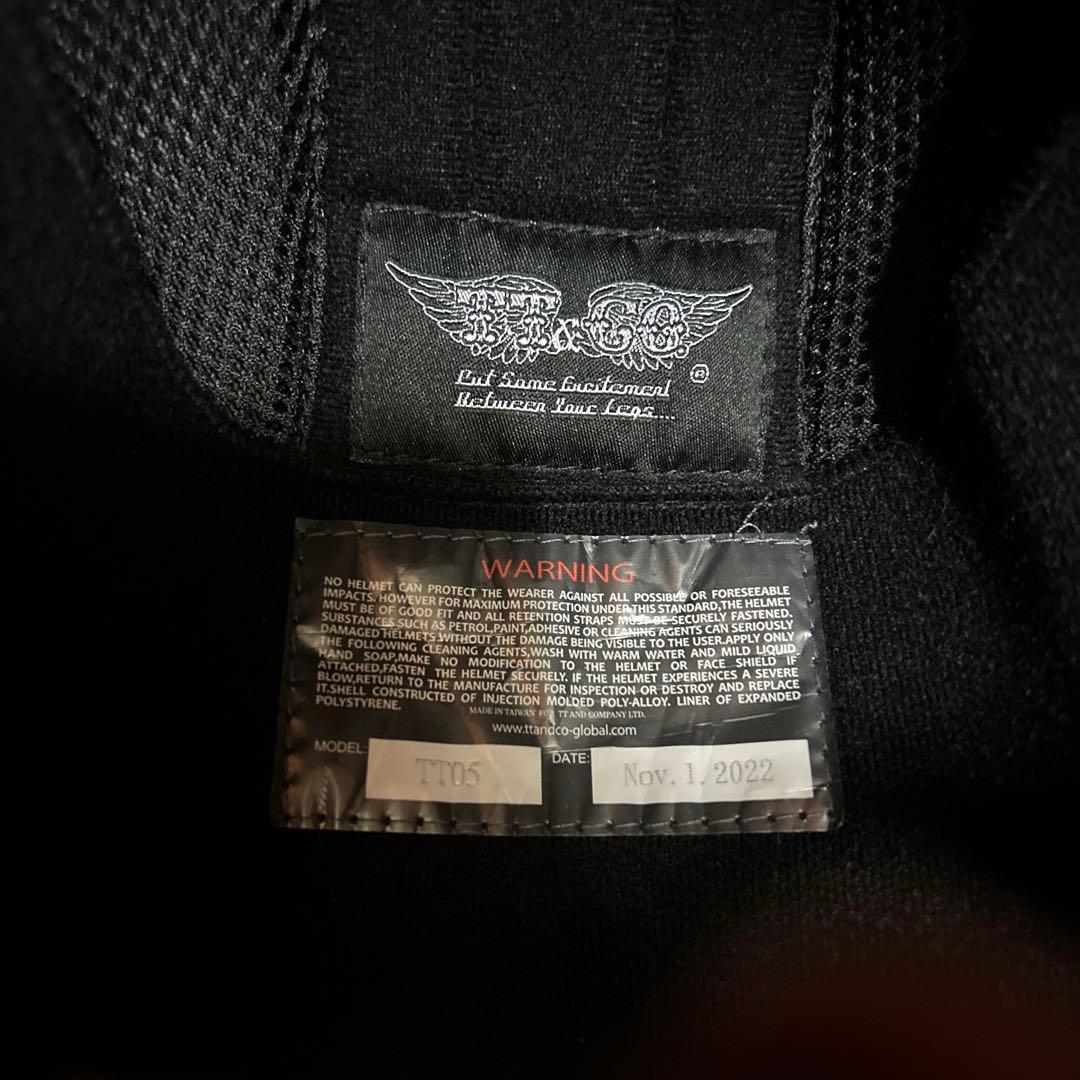 TT&CO.
®
Put Some Excitement
Between Your Legs....
WARNING
NO HELMET CAN PROTECT THE WEARER AGAINST ALL POSSIBLE OR FORESEEABLE
IMPACTS. HOWEVER FOR MAXIMUM PROTECTION UNDER THIS STANDARD,THE HELMET
MUST BE OF GOOD FIT AND ALL RETENTION STRAPS MUST BE SECURELY FASTENED.
SUBSTANCES SUCH AS PETROL,PAINT,ADHESIVE OR CLEANING AGENTS CAN SERIOUSLY
DAMAGED HELMETS WITHOUT THE DAMAGE BEING VISIBLE TO THE USER.APPLY ONLY
THE FOLLOWING CLEANING AGENTS,WASH WITH WARM WATER AND MILD LIQUID
HAND SOAP,MAKE NO MODIFICATION TO THE HELMET OR FACE SHIELD IF
ATTACHED,FASTEN THE HELMET SECURELY. IF THE HELMET EXPERIENCES A SEVERE
BLOW,RETURN TO THE MANUFACTURE FOR INSPECTION OR DESTROY AND REPLACE
IT.SHELL CONSTRUCTED OF INJECTION MOLDED POLY-ALLOY. LINER OF EXPANDED
POLYSTYRENE.
MADE IN TAIWAN FOR TT AND COMPANY LTD.
www.ttandco-global.com
MODEL: TT05 DATE: Nov. 1. 2022